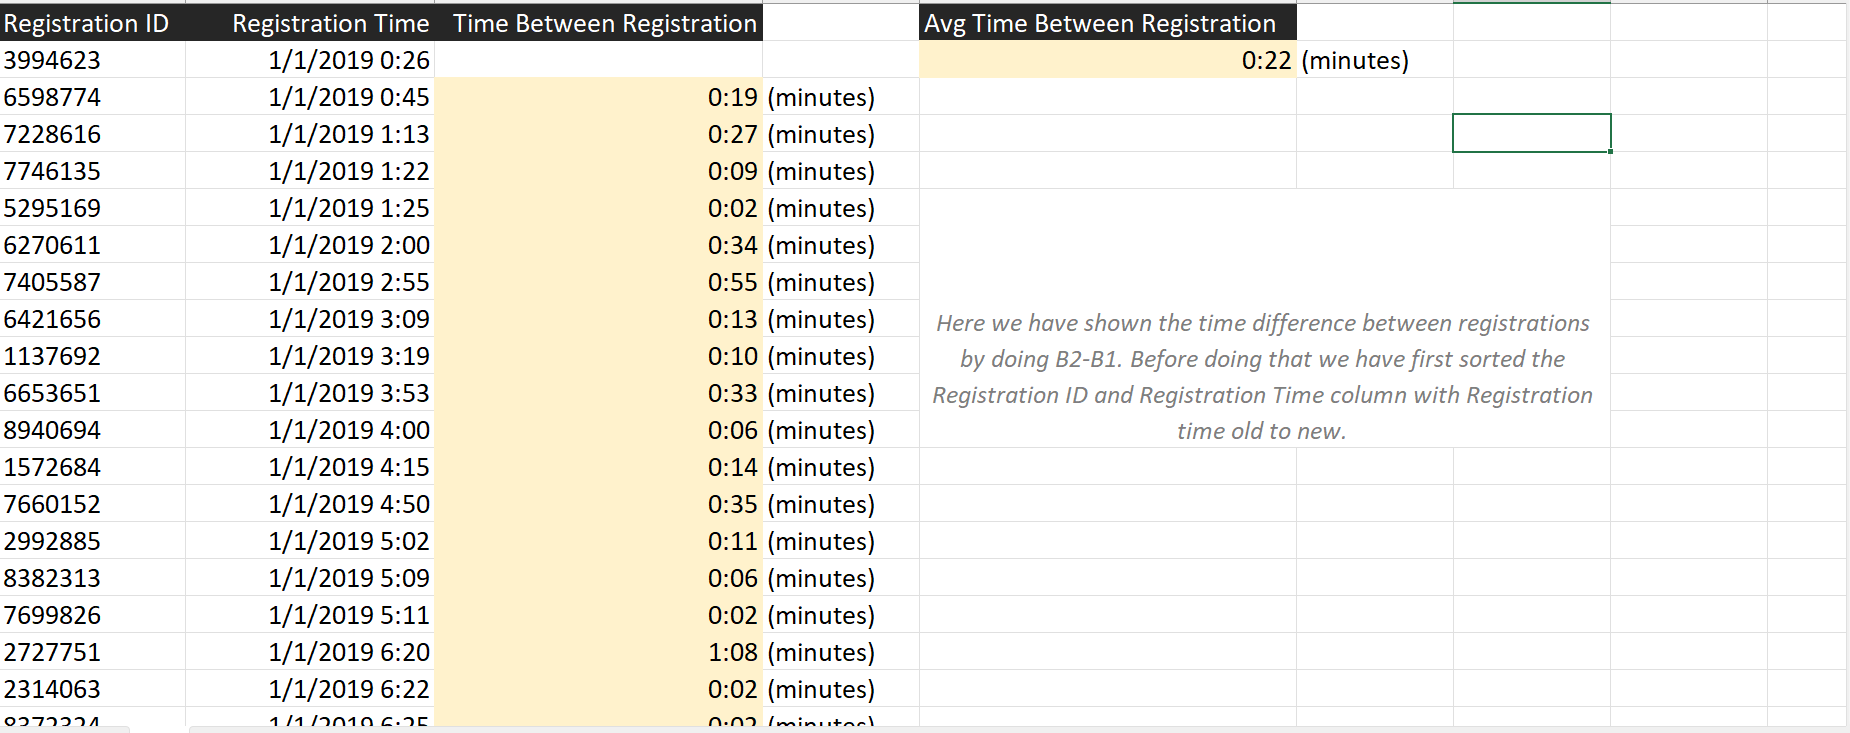 Registration ID Registration Time Time Between Registration Avg Time Between Registration
3994623 1/1/2019 0:26 0:22 (minutes)
6598774 1/1/2019 0:45 0:19 (minutes)
7228616 1/1/2019 1:13 0:27 (minutes)
7746135 1/1/2019 1:22 0:09 (minutes)
5295169 1/1/2019 1:25 0:02 (minutes)
6270611 1/1/2019 2:00 0:34 (minutes)
7405587 1/1/2019 2:55 0:55 (minutes)
6421656 1/1/2019 3:09 0:13 (minutes)
1137692 1/1/2019 3:19 0:10 (minutes)
6653651 1/1/2019 3:53 0:33 (minutes)
8940694 1/1/2019 4:00 0:06 (minutes)
1572684 1/1/2019 4:15 0:14 (minutes)
7660152 1/1/2019 4:50 0:35 (minutes)
2992885 1/1/2019 5:02 0:11 (minutes)
8382313 1/1/2019 5:09 0:06 (minutes)
7699826 1/1/2019 5:11 0:02 (minutes)
2727751 1/1/2019 6:20 1:08 (minutes)
2314063 1/1/2019 6:22 0:02 (minutes)
1/1/2019 6:25 (minutes)
Here we have shown the time difference between registrations
by doing B2-B1. Before doing that we have first sorted the
Registration ID and Registration Time column with Registration
time old to new.